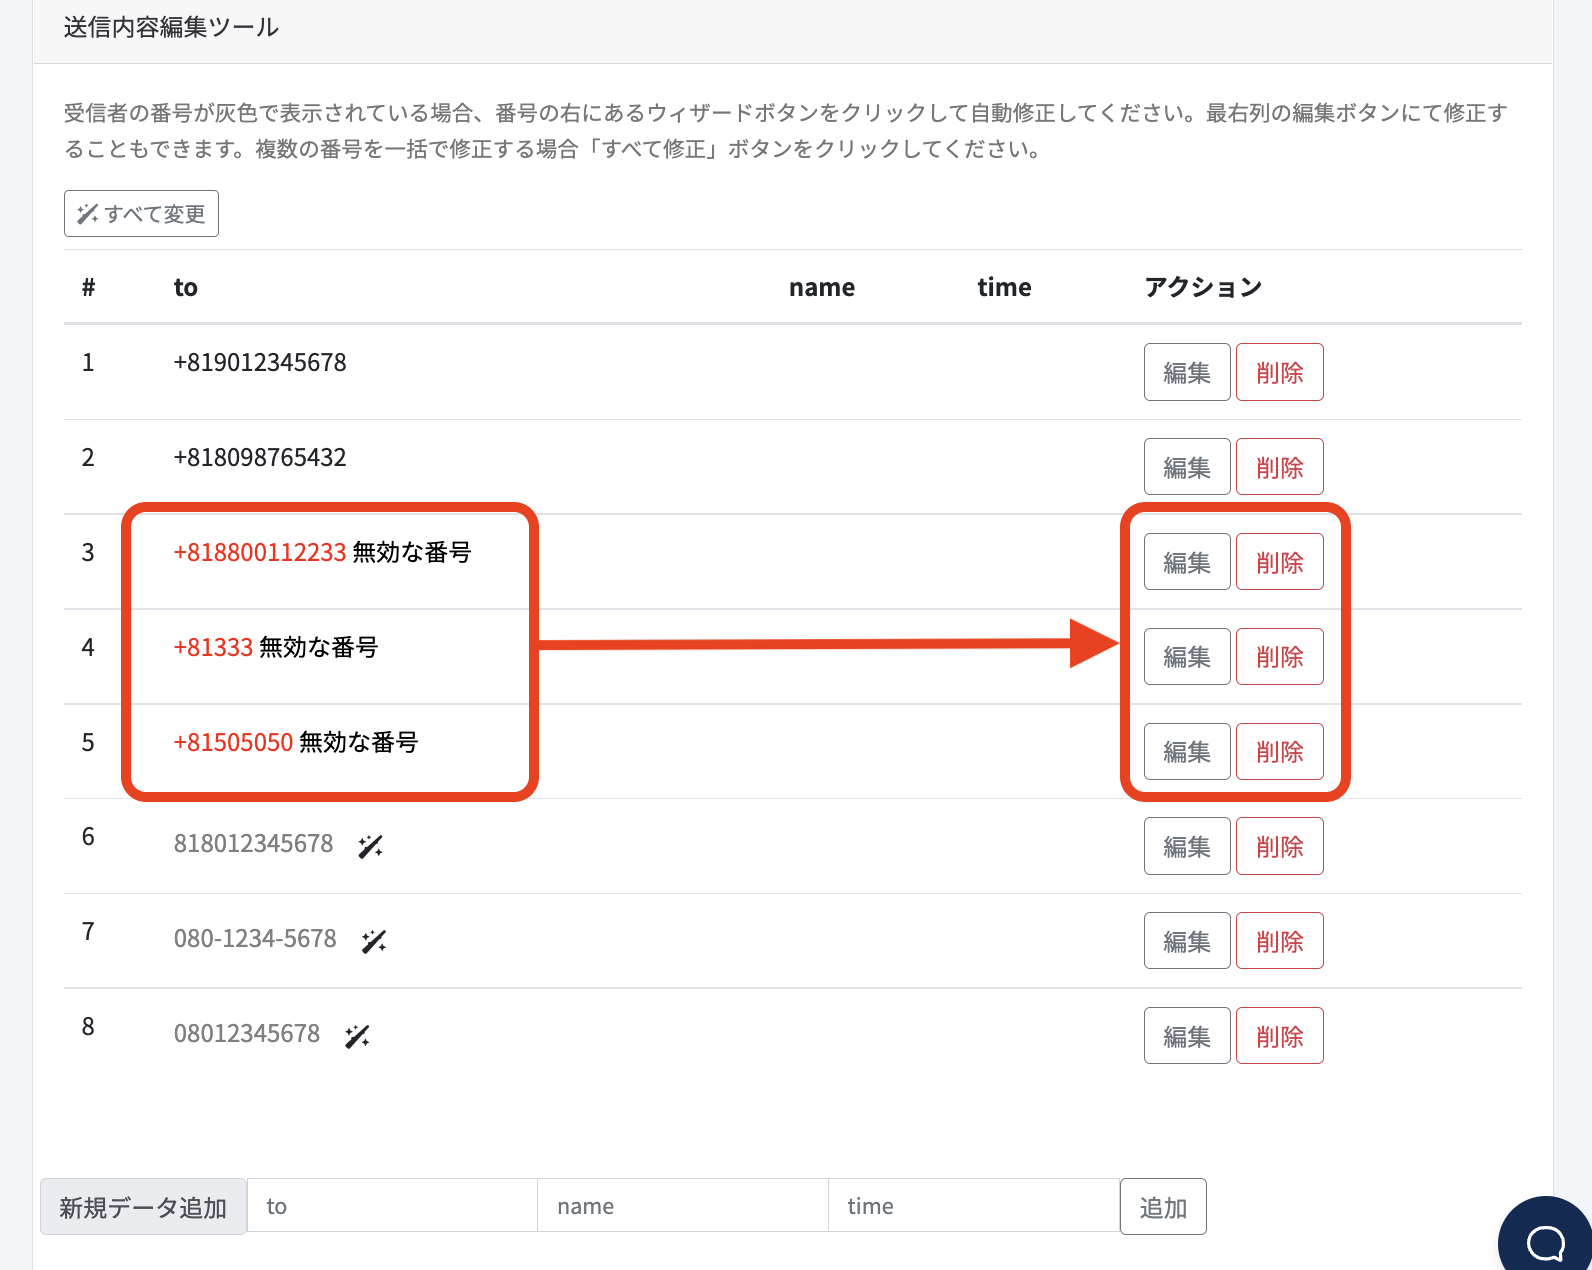 送信内容編集ツール
受信者の番号が灰色で表示されている場合、番号の右にあるウィザードボタンをクリックして自動修正してください。最右列の編集ボタンにて修正す
ることもできます。複数の番号を一括で修正する場合「すべて修正」ボタンをクリックしてください。
すべて変更
# to name time アクション
1 +819012345678 編集 削除
2 +818098765432 編集 削除
3 +818800112233 無効な番号 編集 削除
4 +81333 無効な番号 編集 削除
5 +81505050 無効な番号 編集 削除
6 818012345678 編集 削除
7 080-1234-5678 編集 削除
8 08012345678 編集 削除
新規データ追加 to name time 追加